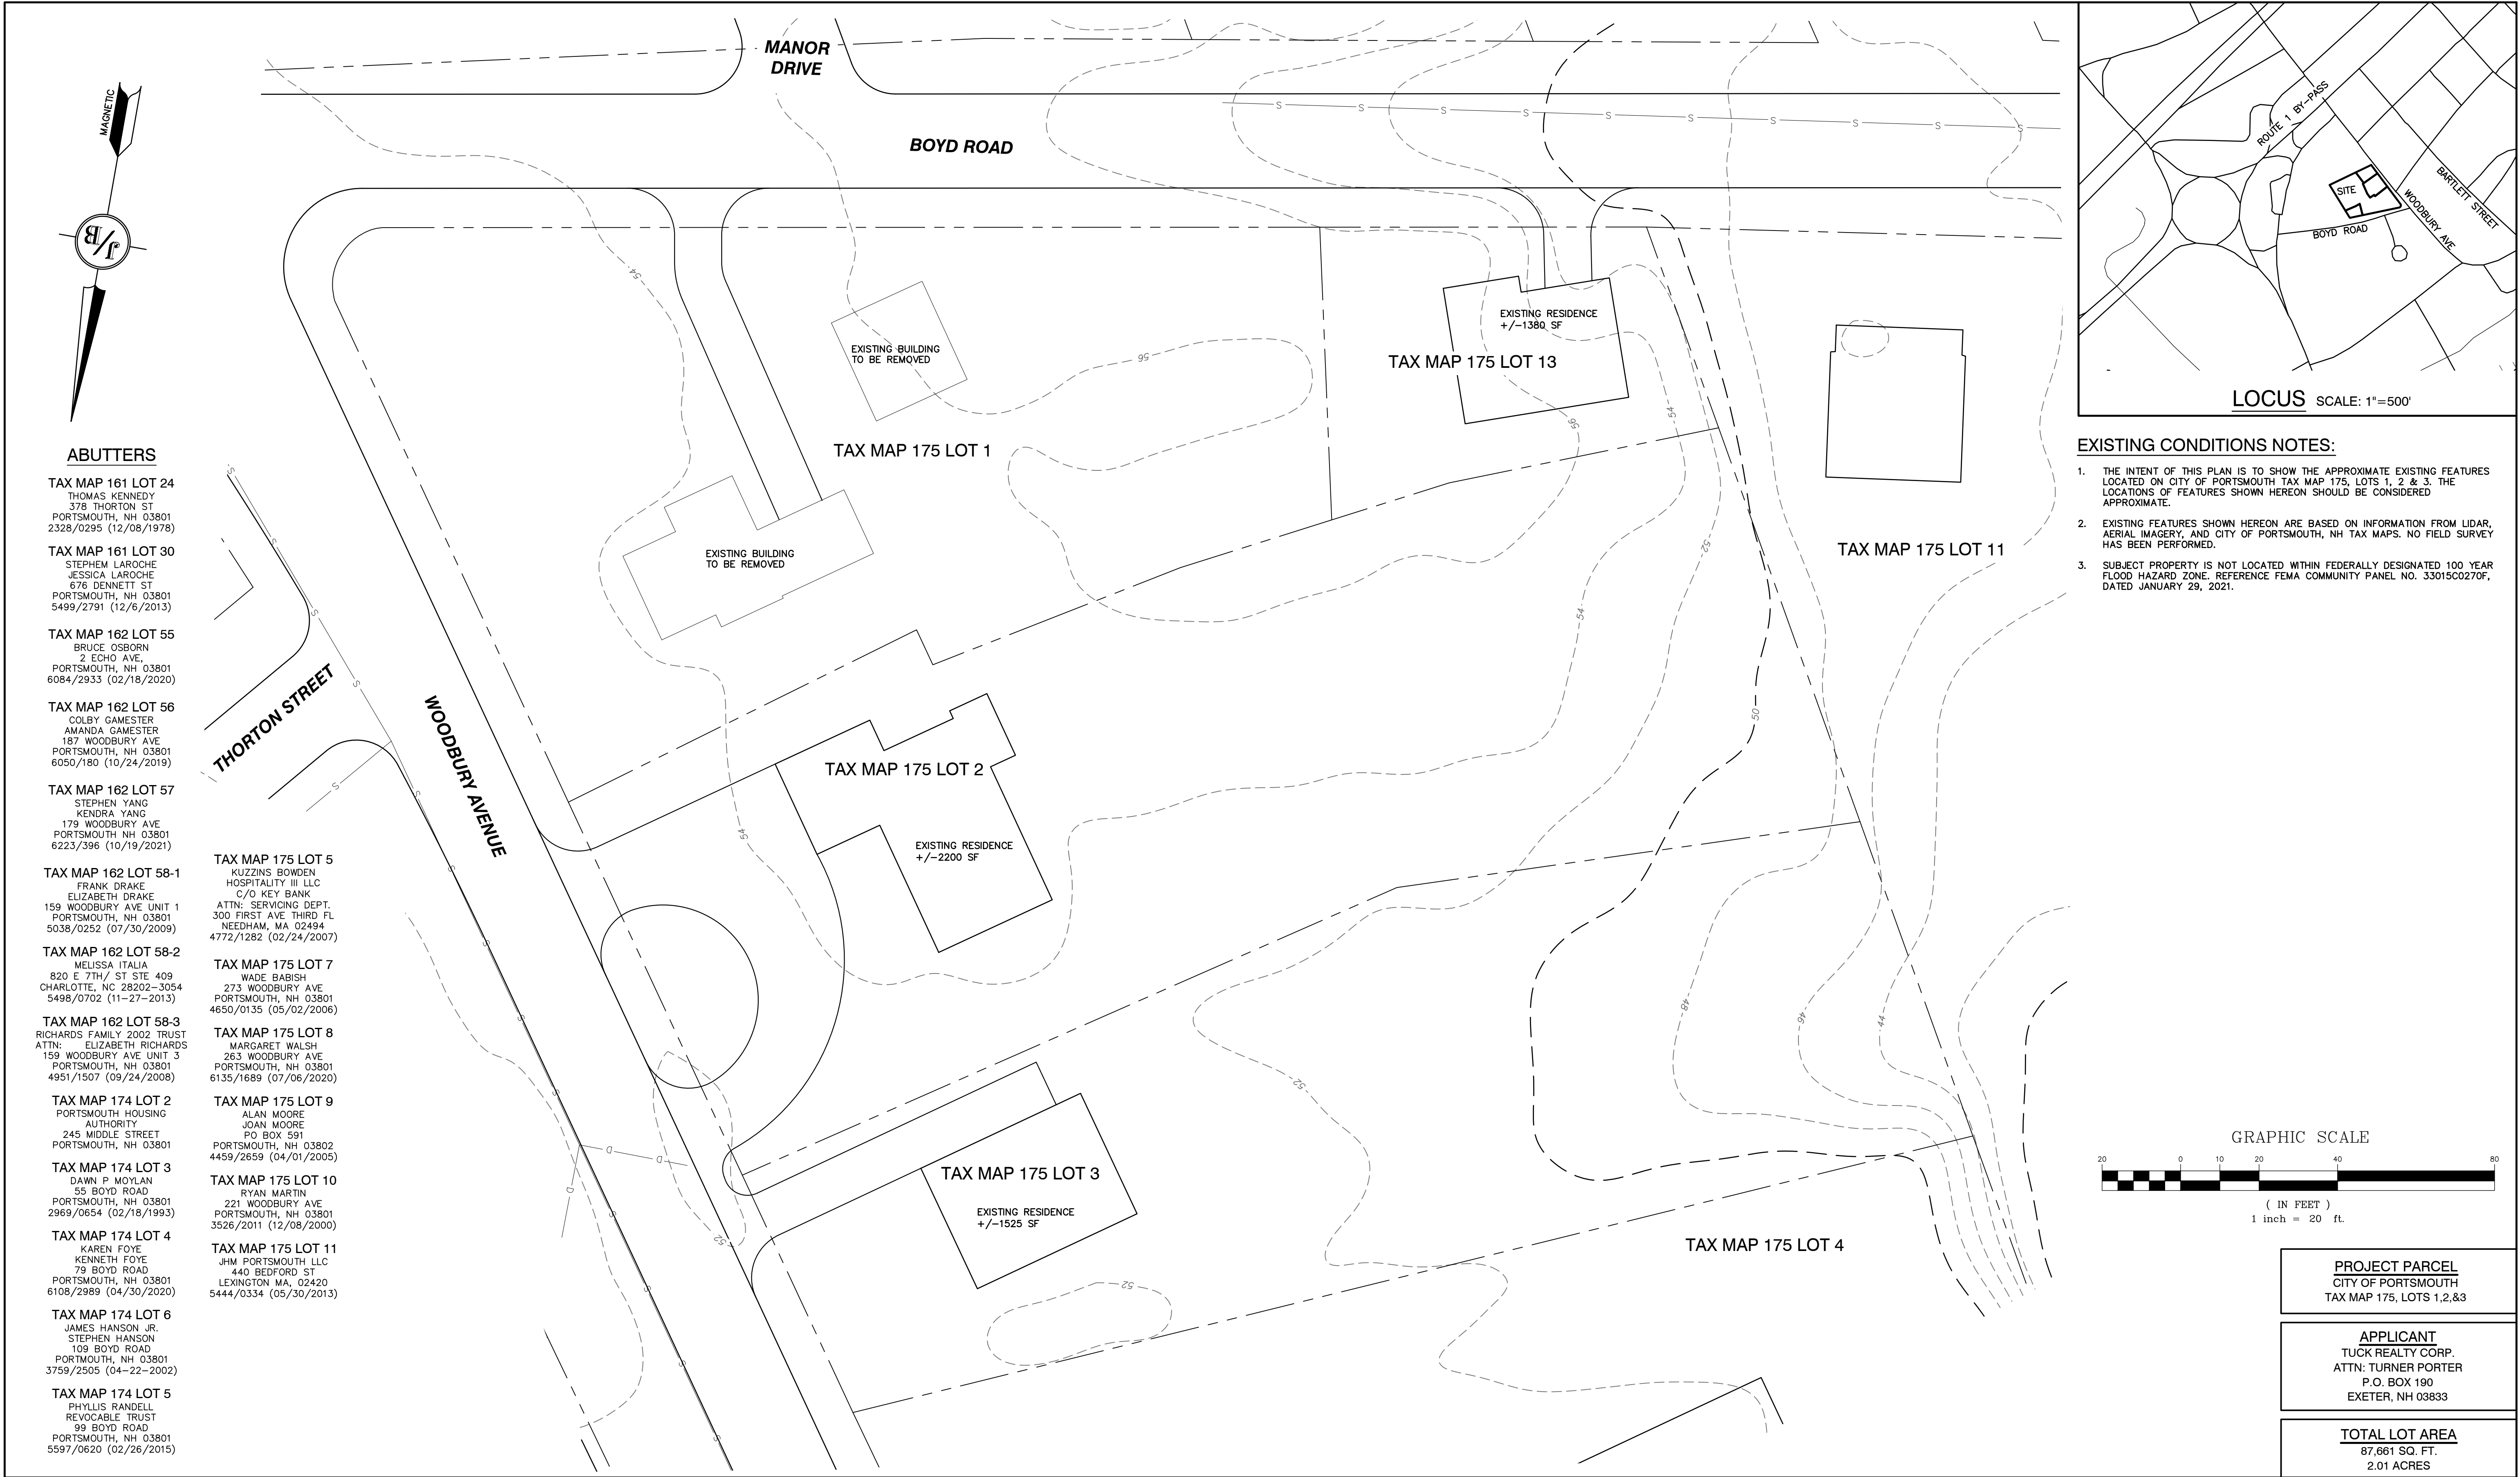 MANOR
DRIVE
BOYD ROAD
MAGNETIC
J/B
ABUTTERS
TAX MAP 161 LOT 24
THOMAS KENNEDY
378 THORTON ST
PORTSMOUTH, NH 03801
2328/0295 (12/08/1978)
TAX MAP 161 LOT 30
STEPHEM LAROCHE
JESSICA LAROCHE
676 DENNETT ST
PORTSMOUTH, NH 03801
5499/2791 (12/6/2013)
TAX MAP 162 LOT 55
BRUCE OSBORN
2 ECHO AVE,
PORTSMOUTH, NH 03801
6084/2933 (02/18/2020)
TAX MAP 162 LOT 56
COLBY GAMESTER
AMANDA GAMESTER
187 WOODBURY AVE
PORTSMOUTH, NH 03801
6050/180 (10/24/2019)
TAX MAP 162 LOT 57
STEPHEN YANG
KENDRA YANG
179 WOODBURY AVE
PORTSMOUTH NH 03801
6223/396 (10/19/2021)
TAX MAP 162 LOT 58-1
FRANK DRAKE
ELIZABETH DRAKE
159 WOODBURY AVE UNIT 1
PORTSMOUTH, NH 03801
5038/0252 (07/30/2009)
TAX MAP 162 LOT 58-2
MELISSA ITALIA
820 E 7TH/ ST STE 409
CHARLOTTE, NC 28202-3054
5498/0702 (11-27-2013)
TAX MAP 162 LOT 58-3
RICHARDS FAMILY 2002 TRUST
ATTN: ELIZABETH RICHARDS
159 WOODBURY AVE UNIT 3
PORTSMOUTH, NH 03801
4951/1507 (09/24/2008)
TAX MAP 174 LOT 2
PORTSMOUTH HOUSING
AUTHORITY
245 MIDDLE STREET
PORTSMOUTH, NH 03801
TAX MAP 174 LOT 3
DAWN P MOYLAN
55 BOYD ROAD
PORTSMOUTH, NH 03801
2969/0654 (02/18/1993)
TAX MAP 174 LOT 4
KAREN FOYE
KENNETH FOYE
79 BOYD ROAD
PORTSMOUTH, NH 03801
6108/2989 (04/30/2020)
TAX MAP 174 LOT 6
JAMES HANSON JR.
STEPHEN HANSON
109 BOYD ROAD
PORTMOUTH, NH 03801
3759/2505 (04-22-2002)
TAX MAP 174 LOT 5
PHYLLIS RANDELL
REVOCABLE TRUST
99 BOYD ROAD
PORTSMOUTH, NH 03801
5597/0620 (02/26/2015)
TAX MAP 175 LOT 5
KUZZINS BOWDEN
HOSPITALITY III LLC
C/O KEY BANK
ATTN: SERVICING DEPT.
300 FIRST AVE THIRD FL
NEEDHAM, MA 02494
4772/1282 (02/24/2007)
TAX MAP 175 LOT 7
WADE BABISH
273 WOODBURY AVE
PORTSMOUTH, NH 03801
4650/0135 (05/02/2006)
TAX MAP 175 LOT 8
MARGARET WALSH
263 WOODBURY AVE
PORTSMOUTH, NH 03801
6135/1689 (07/06/2020)
TAX MAP 175 LOT 9
ALAN MOORE
JOAN MOORE
PO BOX 591
PORTSMOUTH, NH 03802
4459/2659 (04/01/2005)
TAX MAP 175 LOT 10
RYAN MARTIN
221 WOODBURY AVE
PORTSMOUTH, NH 03801
3526/2011 (12/08/2000)
TAX MAP 175 LOT 11
JHM PORTSMOUTH LLC
440 BEDFORD ST
LEXINGTON MA, 02420
5444/0334 (05/30/2013)
THORTON STREET
WOODBURY AVENUE
S S S S S S S S S S
S S S S S S S S S S S S S
D D D
54
56
EXISTING BUILDING
TO BE REMOVED
TAX MAP 175 LOT 1
EXISTING BUILDING
TO BE REMOVED
EXISTING RESIDENCE
+/-1380 SF
TAX MAP 175 LOT 13
56
54
52
54
50
TAX MAP 175 LOT 11
TAX MAP 175 LOT 2
54
EXISTING RESIDENCE
+/-2200 SF
48
46
44
52
TAX MAP 175 LOT 3
EXISTING RESIDENCE
+/-1525 SF
52
52
TAX MAP 175 LOT 4
ROUTE 1 BY-PASS
SITE
BARTLETT STREET
WOODBURY AVE
BOYD ROAD
LOCUS SCALE: 1"=500'
EXISTING CONDITIONS NOTES:
1. THE INTENT OF THIS PLAN IS TO SHOW THE APPROXIMATE EXISTING FEATURES
LOCATED ON CITY OF PORTSMOUTH TAX MAP 175, LOTS 1, 2 & 3. THE
LOCATIONS OF FEATURES SHOWN HEREON SHOULD BE CONSIDERED
APPROXIMATE.
2. EXISTING FEATURES SHOWN HEREON ARE BASED ON INFORMATION FROM LIDAR,
AERIAL IMAGERY, AND CITY OF PORTSMOUTH, NH TAX MAPS. NO FIELD SURVEY
HAS BEEN PERFORMED.
3. SUBJECT PROPERTY IS NOT LOCATED WITHIN FEDERALLY DESIGNATED 100 YEAR
FLOOD HAZARD ZONE. REFERENCE FEMA COMMUNITY PANEL NO. 33015C0270F,
DATED JANUARY 29, 2021.
GRAPHIC SCALE
20 0 10 20 40 80
( IN FEET )
1 inch = 20 ft.
PROJECT PARCEL
CITY OF PORTSMOUTH
TAX MAP 175, LOTS 1,2,&3
APPLICANT
TUCK REALTY CORP.
ATTN: TURNER PORTER
P.O. BOX 190
EXETER, NH 03833
TOTAL LOT AREA
87,661 SQ. FT.
2.01 ACRES